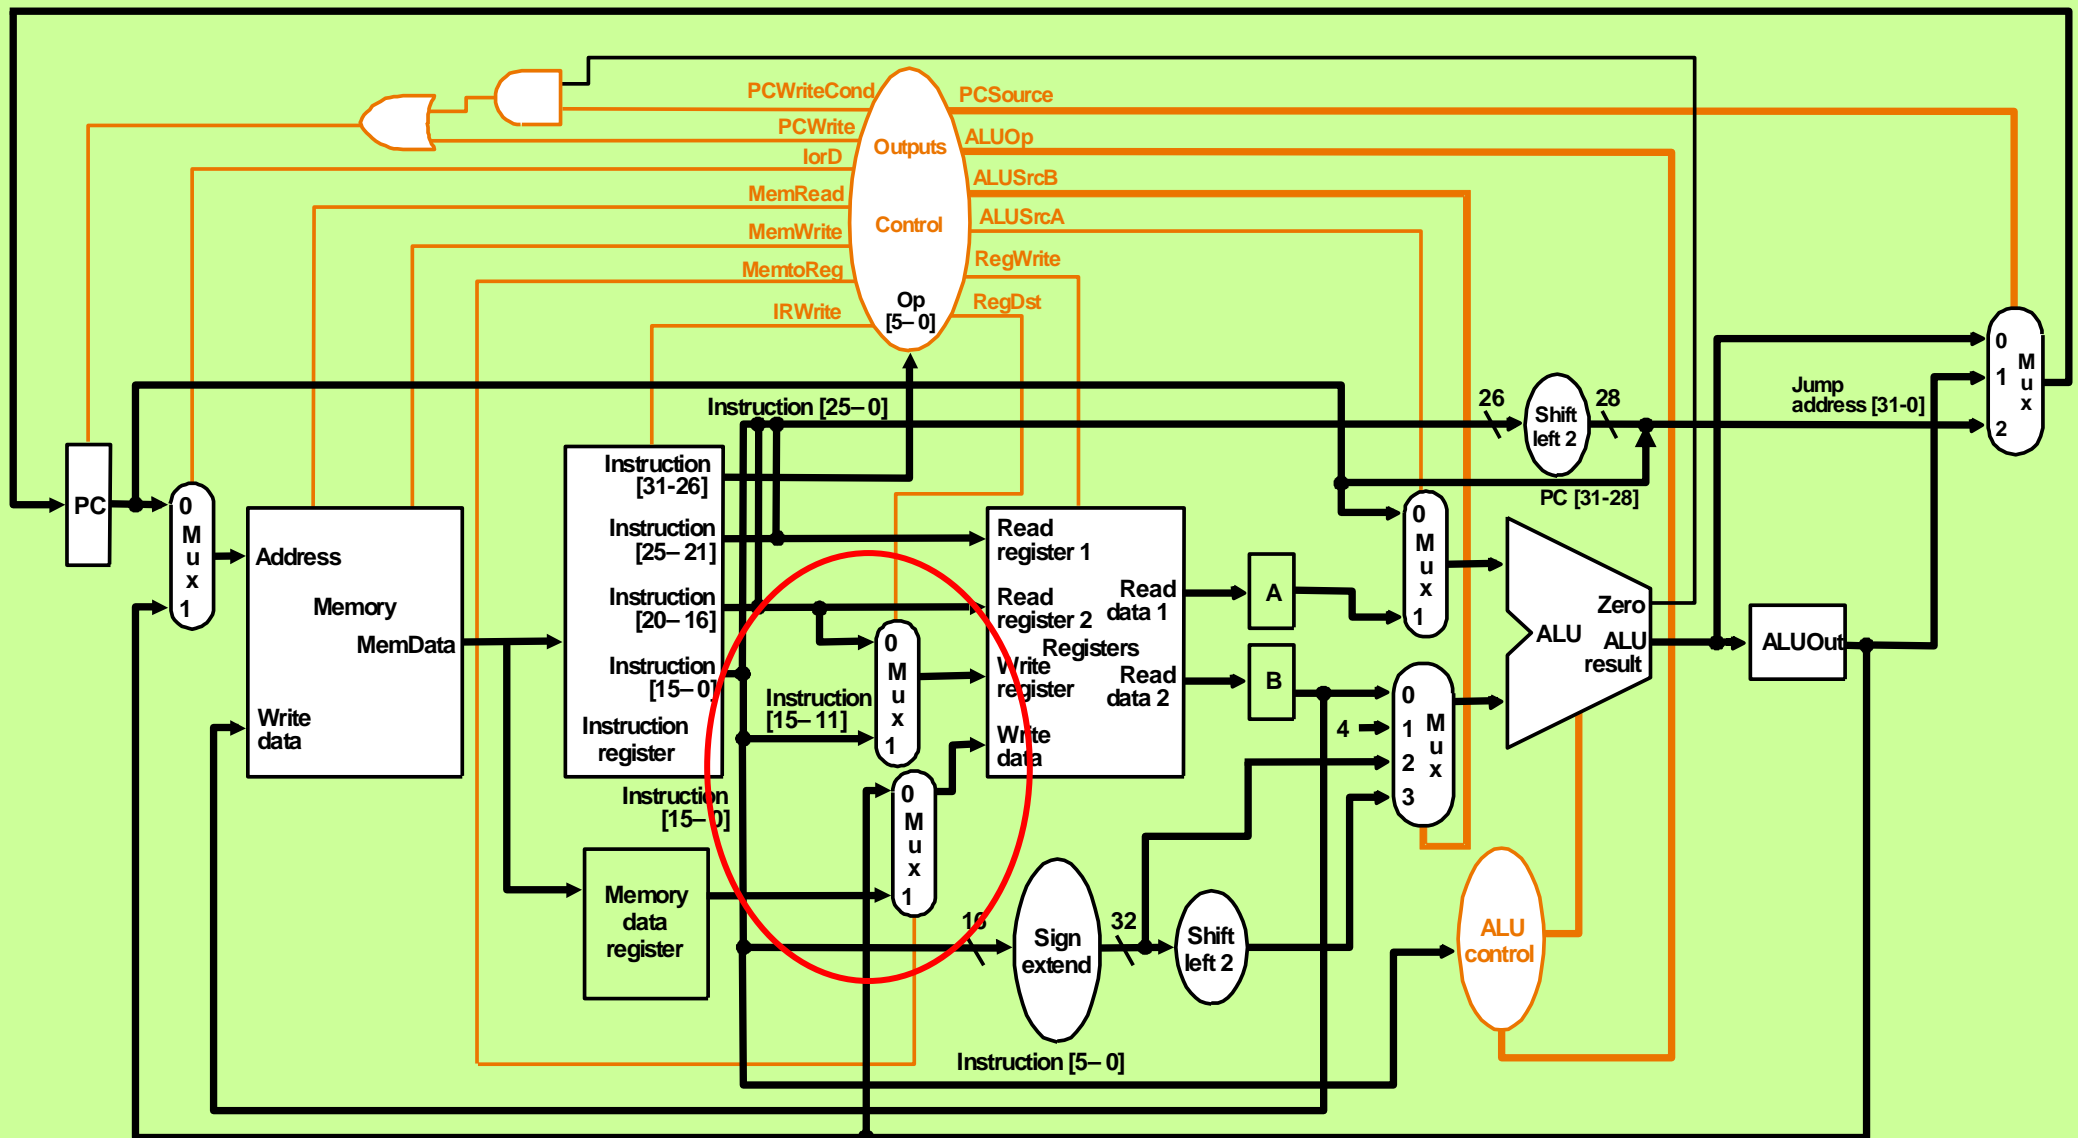 PCWriteCond
PCWrite
IorD
MemRead
MemWrite
MemtoReg
IRWrite
Outputs
Control
Op
[5–0]
PCSource
ALUOp
ALUSrcB
ALUSrcA
RegWrite
RegDst
Instruction [25–0]
26
Shift
left 2
28
Jump
address [31-0]
0
1
2
M
u
x
PC [31-28]
PC
0
M
u
x
1
Address
Memory
MemData
Write
data
Instruction
[31-26]
Instruction
[25–21]
Instruction
[20–16]
Instruction
[15–0]
Instruction
register
Instruction
[15–11]
0
M
u
x
1
Instruction
[15–0]
Memory
data
register
0
M
u
x
1
Read
register 1
Read
register 2
Registers
Write
register
Write
data
Read
data 1
Read
data 2
A
B
0
M
u
x
1
4
0
1
2
3
M
u
x
Zero
ALU
ALU
result
ALUOut
16
Sign
extend
32
Shift
left 2
ALU
control
Instruction [5–0]